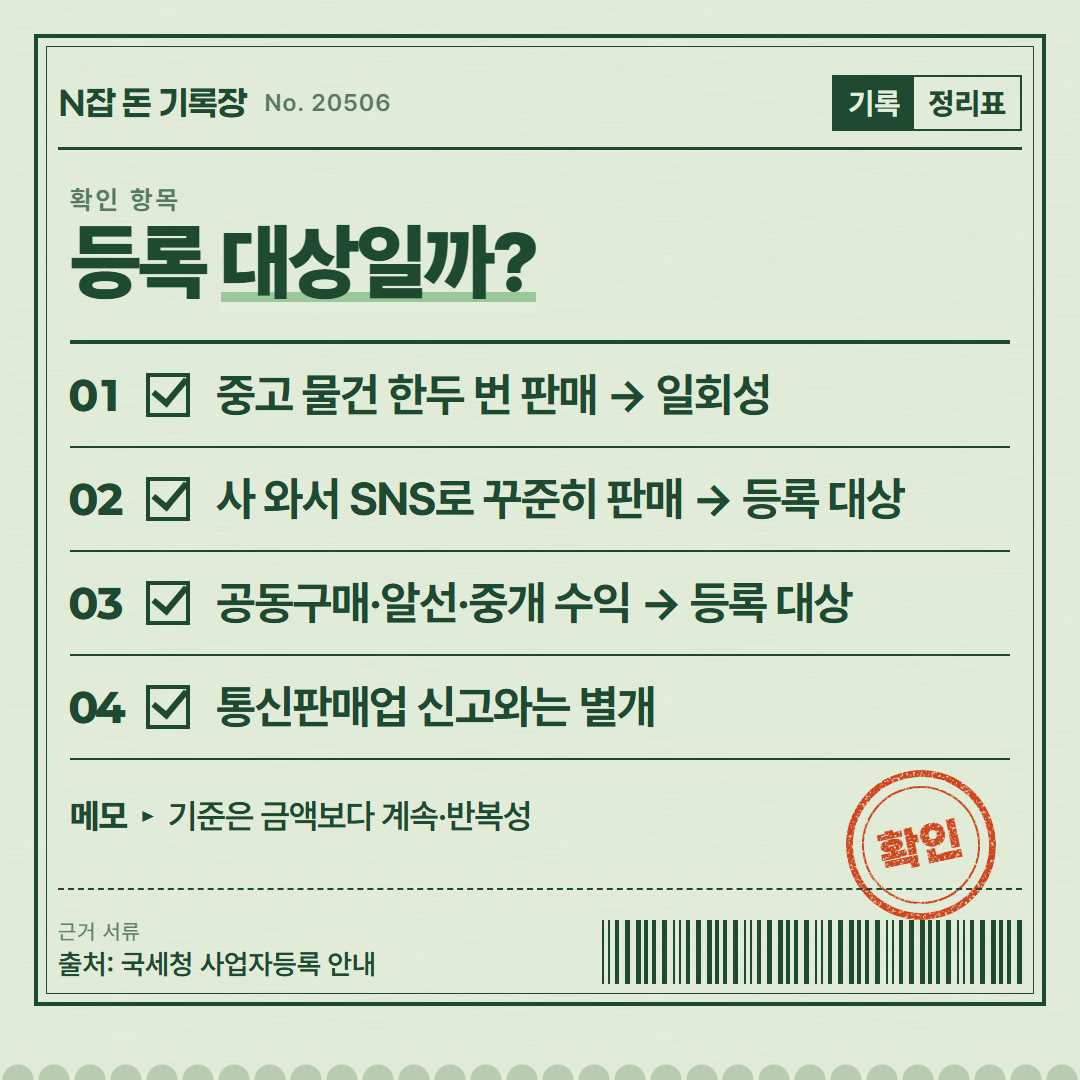 N잡 돈 기록장 No. 20506
기록 정리표
확인 항목
등록 대상일까?
01 중고 물건 한두 번 판매 → 일회성
02 사 와서 SNS로 꾸준히 판매 → 등록 대상
03 공동구매·알선·중개 수익 → 등록 대상
04 통신판매업 신고와는 별개
메모 ▸ 기준은 금액보다 계속·반복성
확인
근거 서류
출처: 국세청 사업자등록 안내